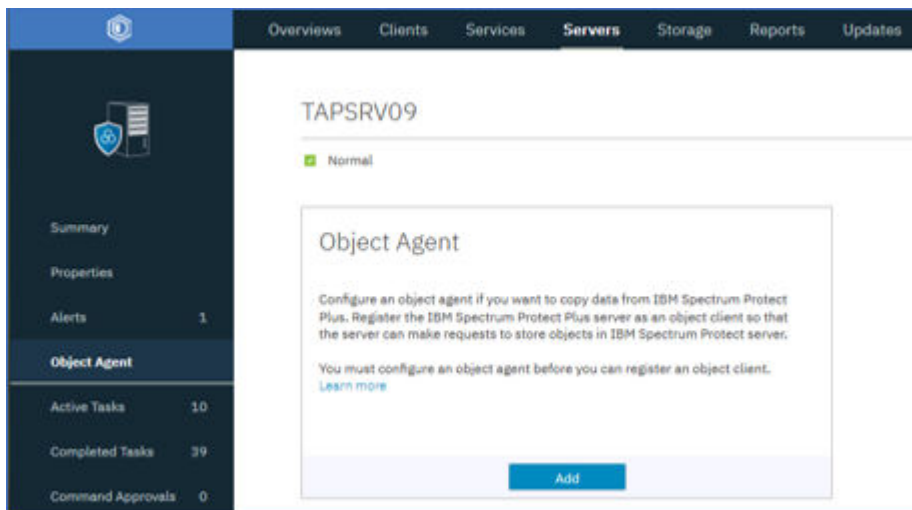 Overviews Clients Services Servers Storage Reports Updates
TAPSRV09
Normal
Summary
Properties
Alerts 1
Object Agent
Active Tasks 10
Completed Tasks 39
Command Approvals 0
Object Agent
Configure an object agent if you want to copy data from IBM Spectrum Protect
Plus. Register the IBM Spectrum Protect Plus server as an object client so that
the server can make requests to store objects in IBM Spectrum Protect server.
You must configure an object agent before you can register an object client.
Learn more
Add